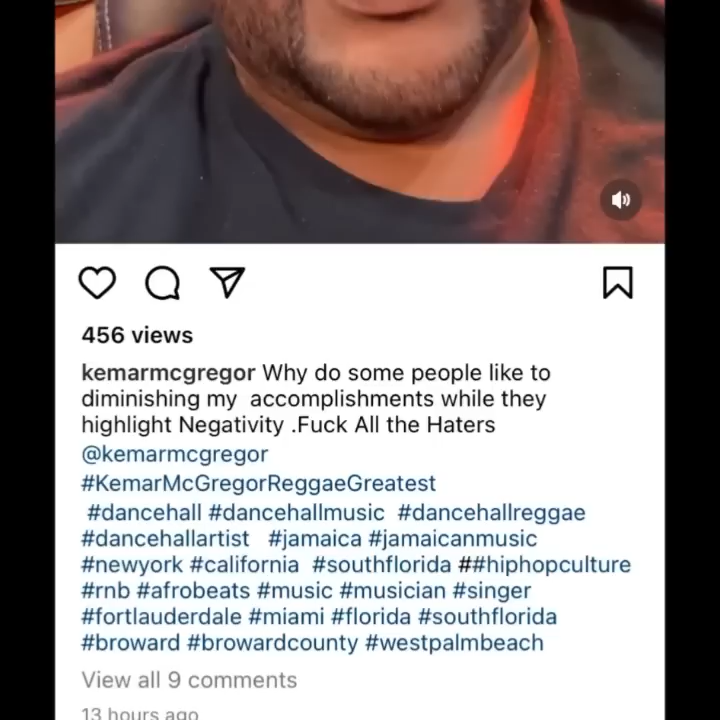 456 views
kemarmcgregor Why do some people like to
diminishing my  accomplishments while they
highlight Negativity .Fuck All the Haters
@kemarmcgregor
#KemarMcGregorReggaeGreatest
#dancehall #dancehallmusic  #dancehallreggae
#dancehallartist   #jamaica #jamaicanmusic
#newyork #california  #southflorida ##hiphopculture
#rnb #afrobeats #music #musician #singer
#fortlauderdale #miami #florida #southflorida
#broward #browardcounty #westpalmbeach
View all 9 comments
13 hours ago